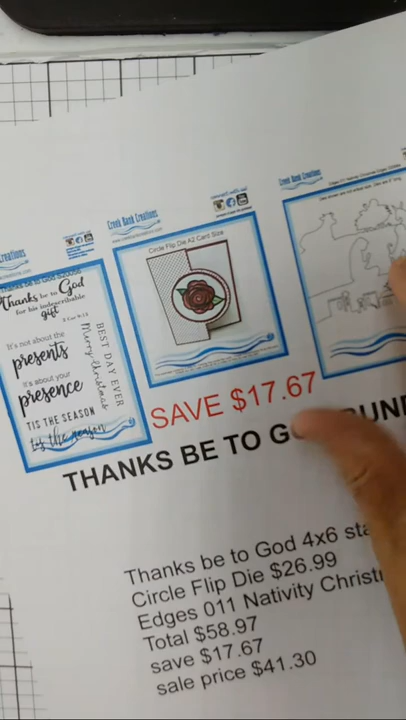 Creek Bank Creations
Thanks be to God
for his indescribable
gift
It's not about the
presents
it's about your
presence
TIS THE SEASON
tis the season
BEST DAY EVER
Merry Christmas
Creek Bank Creations
Circle Flip Die A2 Card Size
Creek Bank Creations
SAVE $17.67
THANKS BE TO
Thanks be to God 4x6
Circle Flip Die $26.99
Edges 011 Nativity
Total $58.97
save $17.67
sale price $41.30